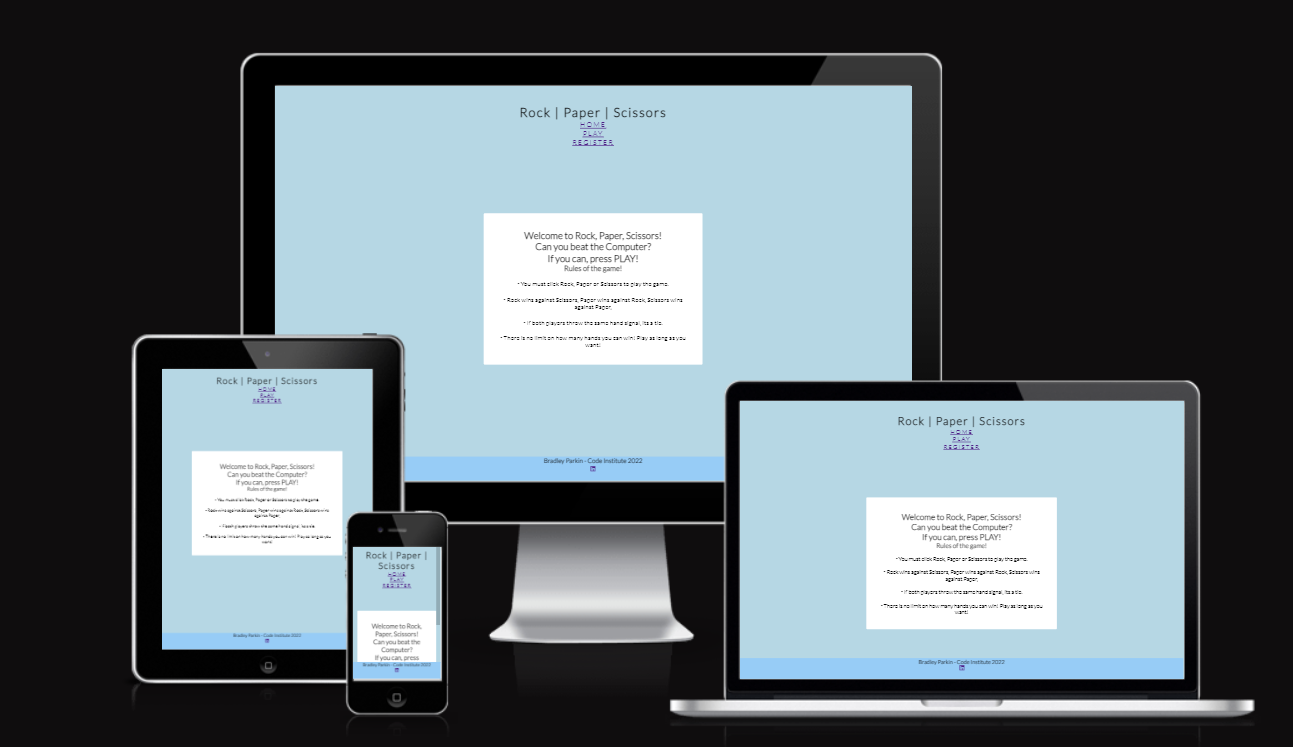 Rock | Paper | Scissors
HOME
PLAY
REGISTER
Welcome to Rock, Paper, Scissors!
Can you beat the Computer?
If you can, press PLAY!
Rules of the game!
- You must click Rock, Paper or Scissors to play the game.
- Rock wins against Scissors, Paper wins against Rock, Scissors wins
against Paper,
- If both players throw the same hand signal, its a tie.
- There is no limit on how many hands you can win! Play as long as you
want!
Bradley Parkin - Code Institute 2022
Rock | Paper | Scissors
HOME
PLAY
REGISTER
Welcome to Rock, Paper, Scissors!
Can you beat the Computer?
If you can, press PLAY!
Rules of the game!
- You must click Rock, Paper or Scissors to play the game.
- Rock wins against Scissors, Paper wins against Rock, Scissors wins
against Paper,
- If both players throw the same hand signal, its a tie.
- There is no limit on how many hands you can win! Play as long as you
want!
Bradley Parkin - Code Institute 2022
Rock | Paper |
Scissors
HOME
PLAY
REGISTER
Welcome to Rock,
Paper, Scissors!
Can you beat the
Computer?
If you can, press
Bradley Parkin - Code Institute 2022
Rock | Paper | Scissors
HOME
PLAY
REGISTER
Welcome to Rock, Paper, Scissors!
Can you beat the Computer?
If you can, press PLAY!
Rules of the game!
- You must click Rock, Paper or Scissors to play the game.
- Rock wins against Scissors, Paper wins against Rock, Scissors wins
against Paper,
- If both players throw the same hand signal, its a tie.
- There is no limit on how many hands you can win! Play as long as you
want!
Bradley Parkin - Code Institute 2022